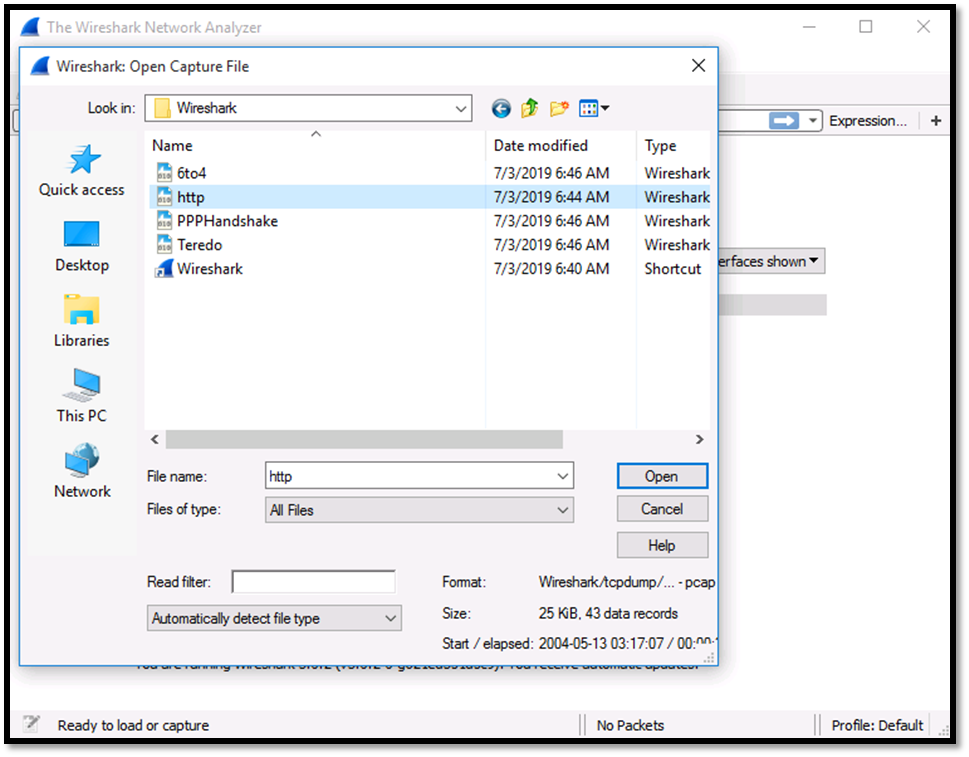 The Wireshark Network Analyzer
Wireshark: Open Capture File
Look in: Wireshark
Expression... +
Name Date modified Type
6to4 7/3/2019 6:46 AM Wireshark
http 7/3/2019 6:44 AM Wireshark
PPPHandshake 7/3/2019 6:46 AM Wireshark
Teredo 7/3/2019 6:46 AM Wireshark
Wireshark 7/3/2019 6:40 AM Shortcut
Quick access
Desktop
Libraries
This PC
Network
erfaces shown
File name: http Open
Files of type: All Files Cancel
Help
Read filter: Format: Wireshark/tcpdump/... - pcap
Automatically detect file type Size: 25 KiB, 43 data records
Start / elapsed: 2004-05-13 03:17:07 / 00:00:
You are running Wireshark You receive automatic updates.
Ready to load or capture No Packets Profile: Default